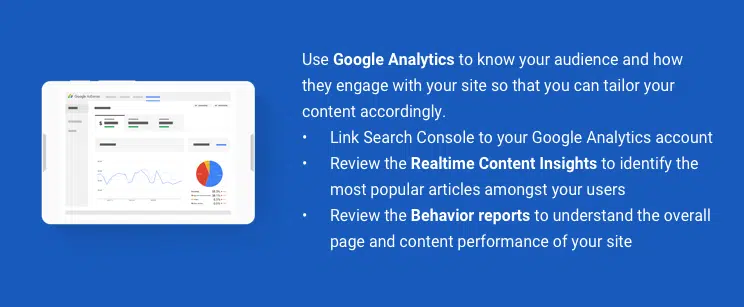 Google AdSense
Use Google Analytics to know your audience and how
they engage with your site so that you can tailor your
content accordingly.
• Link Search Console to your Google Analytics account
• Review the Realtime Content Insights to identify the
most popular articles amongst your users
• Review the Behavior reports to understand the overall
page and content performance of your site